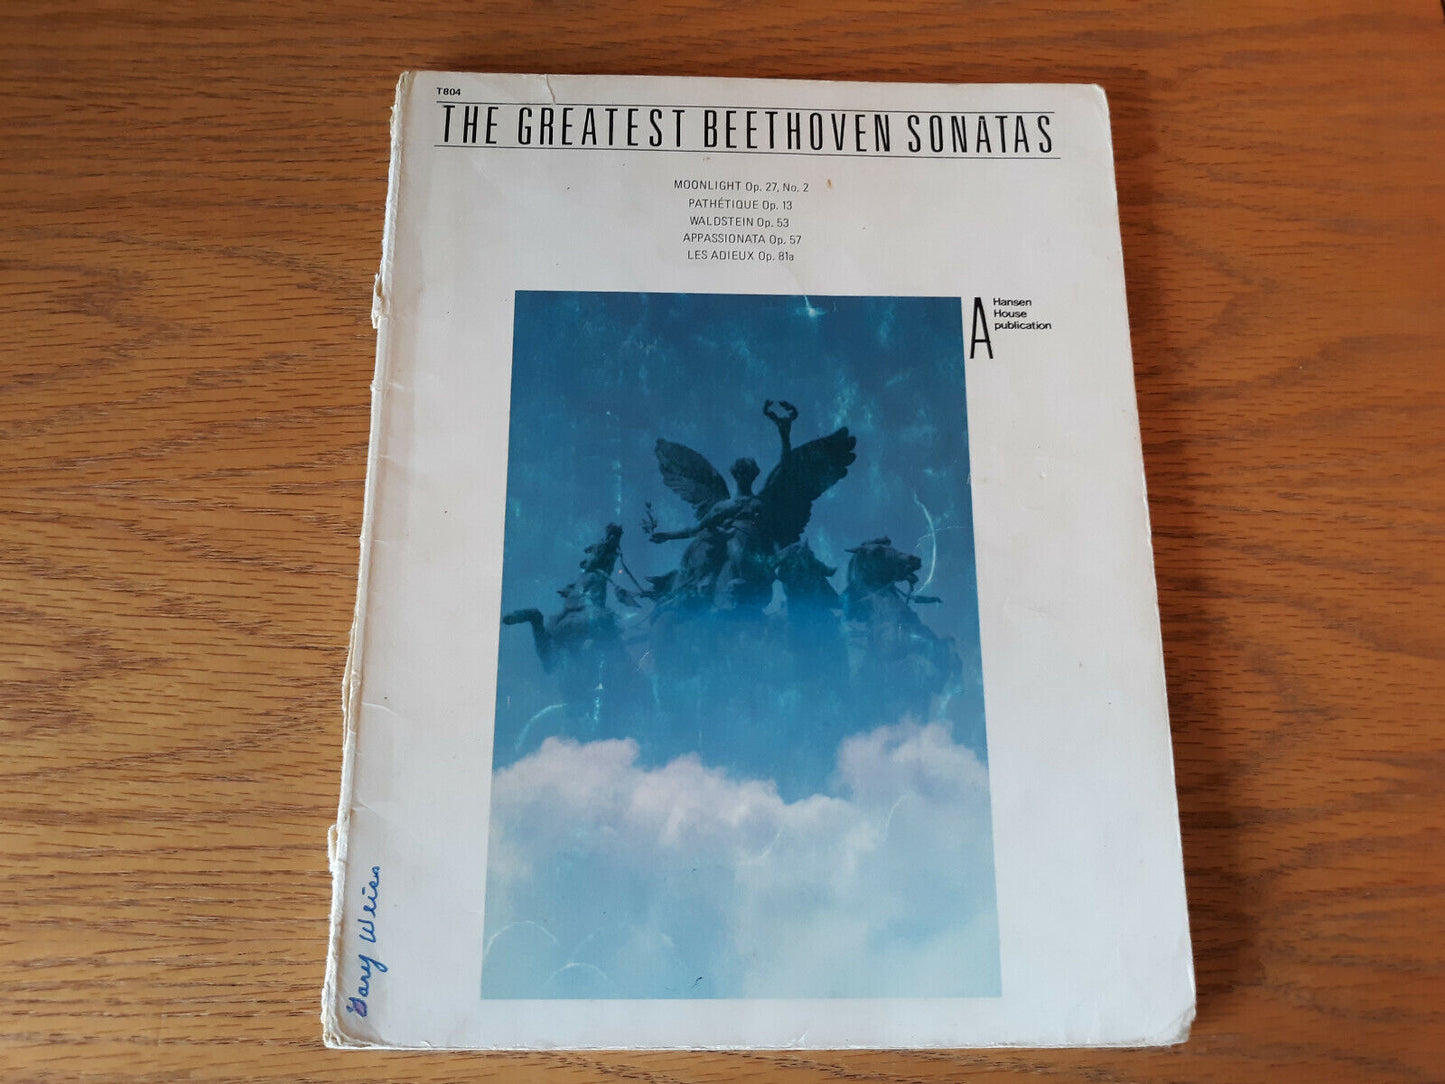 T804
THE GREATEST BEETHOVEN SONATAS
MOONLIGHT Op. 27, No. 2
PATHÉTIQUE Op. 13
WALDSTEIN Op. 53
APPASSIONATA Op. 57
LES ADIEUX Op. 81a
A Hansen
House
publication
Gary Weiss